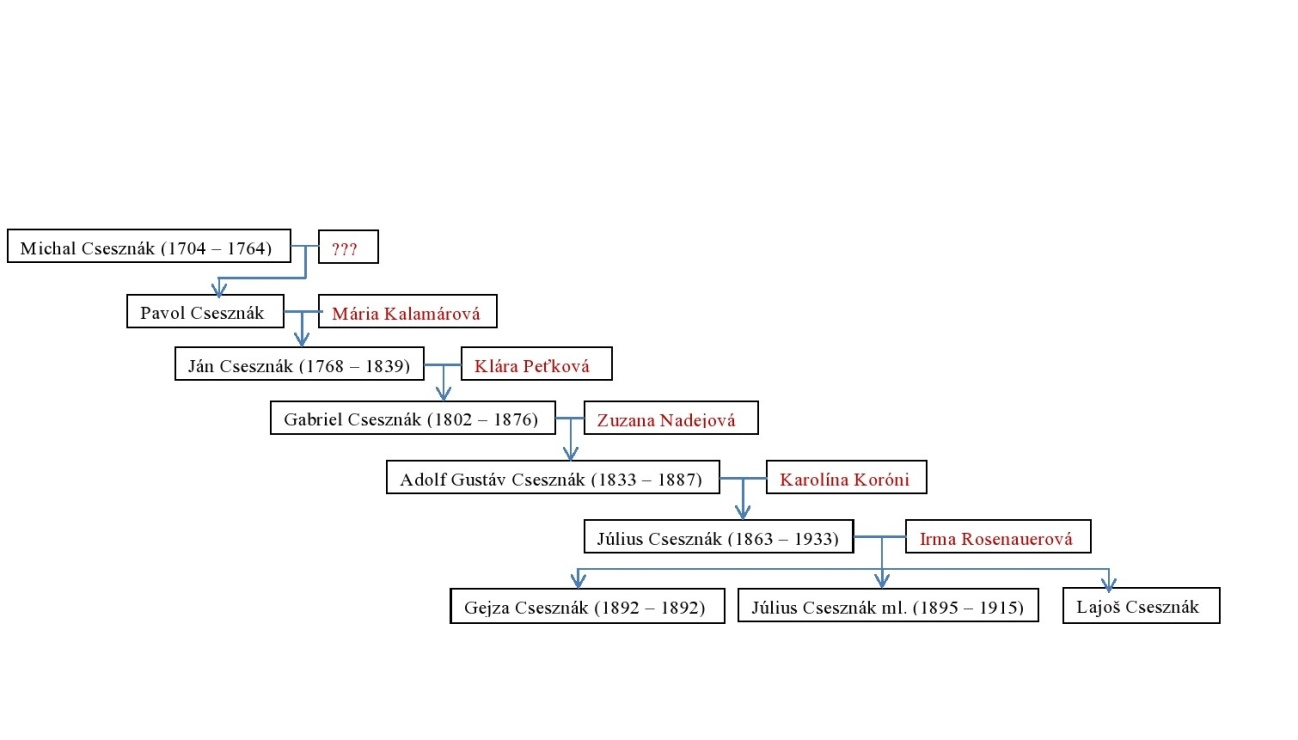 Michal Csesznák (1704 – 1764)
???
Pavol Csesznák
Mária Kalamárová
Ján Csesznák (1768 – 1839)
Klára Peťková
Gabriel Csesznák (1802 – 1876)
Zuzana Nadejová
Adolf Gustáv Csesznák (1833 – 1887)
Karolína Koróni
Július Csesznák (1863 – 1933)
Irma Rosenauerová
Gejza Csesznák (1892 – 1892)
Július Csesznák ml. (1895 – 1915)
Lajoš Csesznák